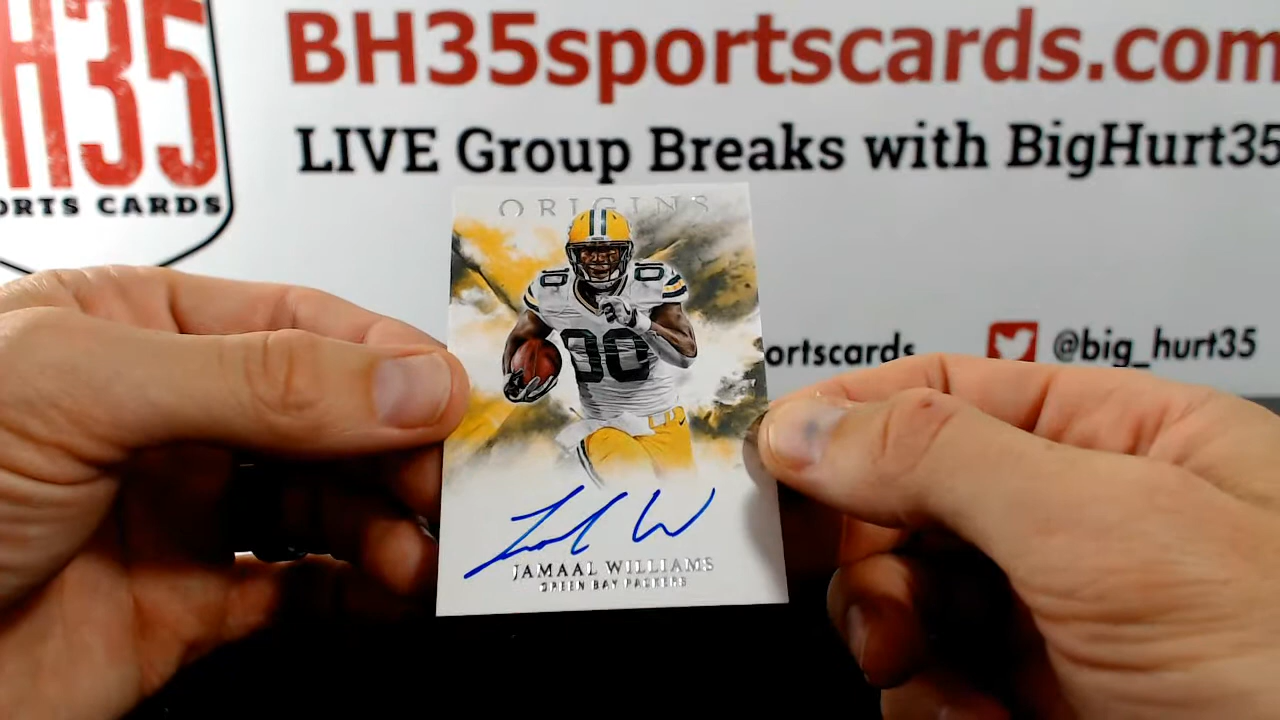 H35
ORTS CARDS
BH35sportscards.com
LIVE Group Breaks with BigHurt35
ortscards
@big_hurt35
ORIGINS
00
00
JAMAAL WILLIAMS
GREEN BAY PACKERS